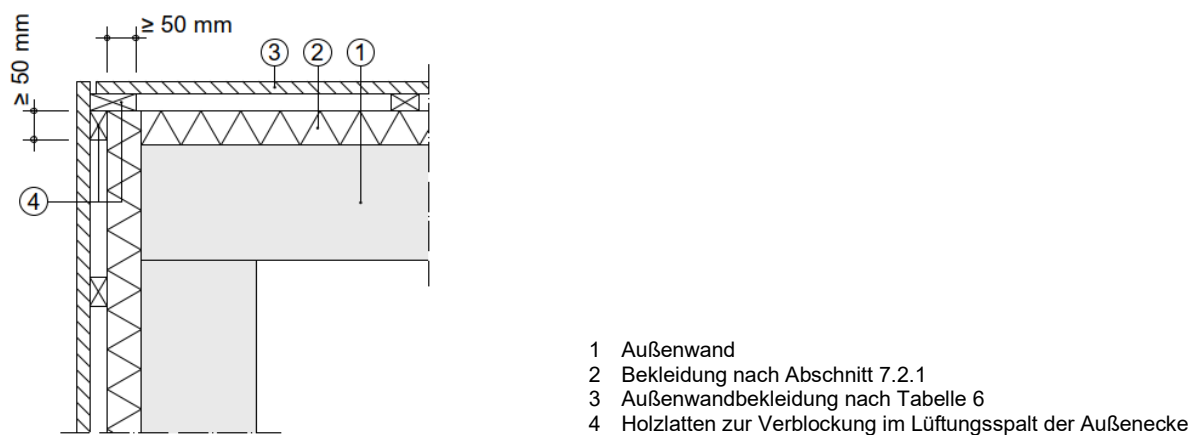 ≥ 50 mm
≥ 50 mm
3 2 1
4
1 Außenwand
2 Bekleidung nach Abschnitt 7.2.1
3 Außenwandbekleidung nach Tabelle 6
4 Holzlatten zur Verblockung im Lüftungsspalt der Außenecke